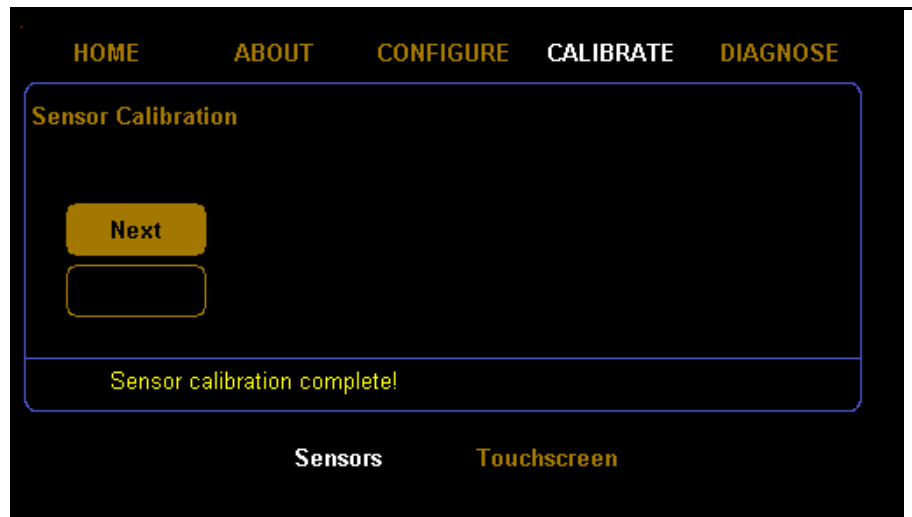 HOME ABOUT CONFIGURE CALIBRATE DIAGNOSE
Sensor Calibration
Next
Sensor calibration complete!
Sensors Touchscreen